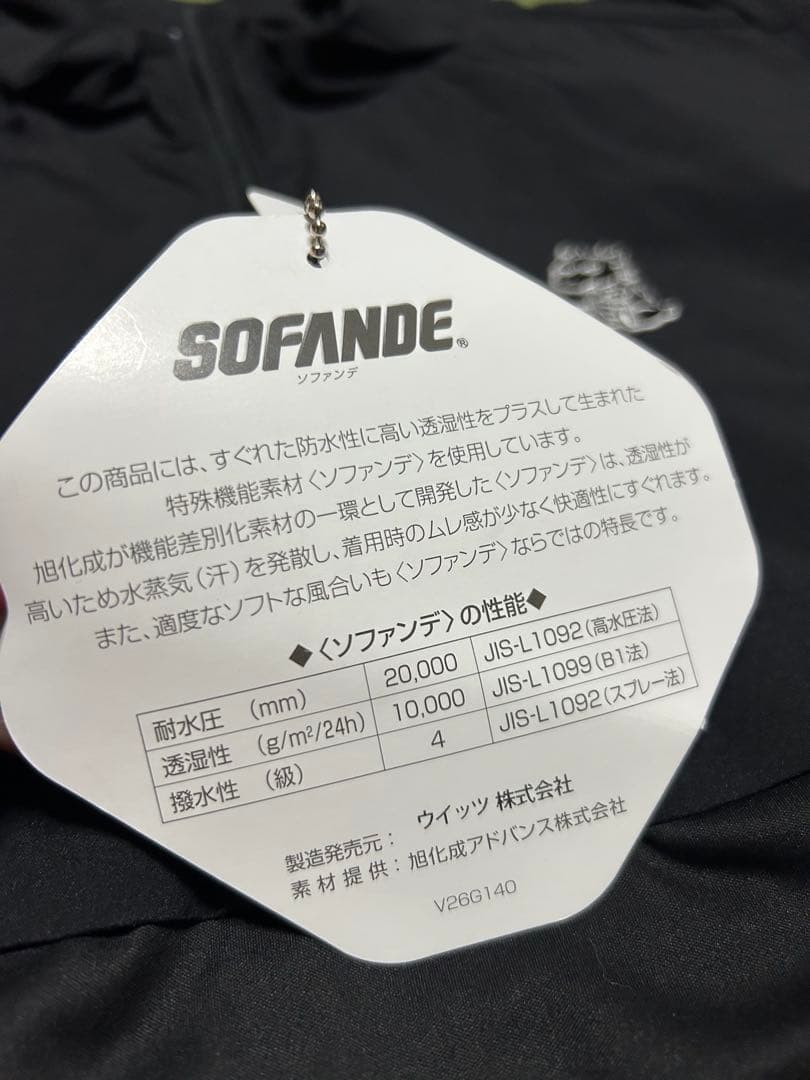 SOFANDE®
ソファンデ
この商品には、すぐれた防水性に高い透湿性をプラスして生まれた
特殊機能素材〈ソファンデ〉を使用しています。
旭化成が機能差別化素材の一環として開発した〈ソファンデ〉は、透湿性が
高いため水蒸気（汗）を発散し、着用時のムレ感が少なく快適性にすぐれます。
また、適度なソフトな風合いも〈ソファンデ〉ならではの特長です。
◆〈ソファンデ〉の性能◆
耐水圧 （mm） 20,000 JIS-L1092（高水圧法）
透湿性 （g/m²/24h） 10,000 JIS-L1099（B1法）
撥水性 （級） 4 JIS-L1092（スプレー法）
製造発売元： ウイッツ 株式会社
素材提供：旭化成アドバンス株式会社
V26G140